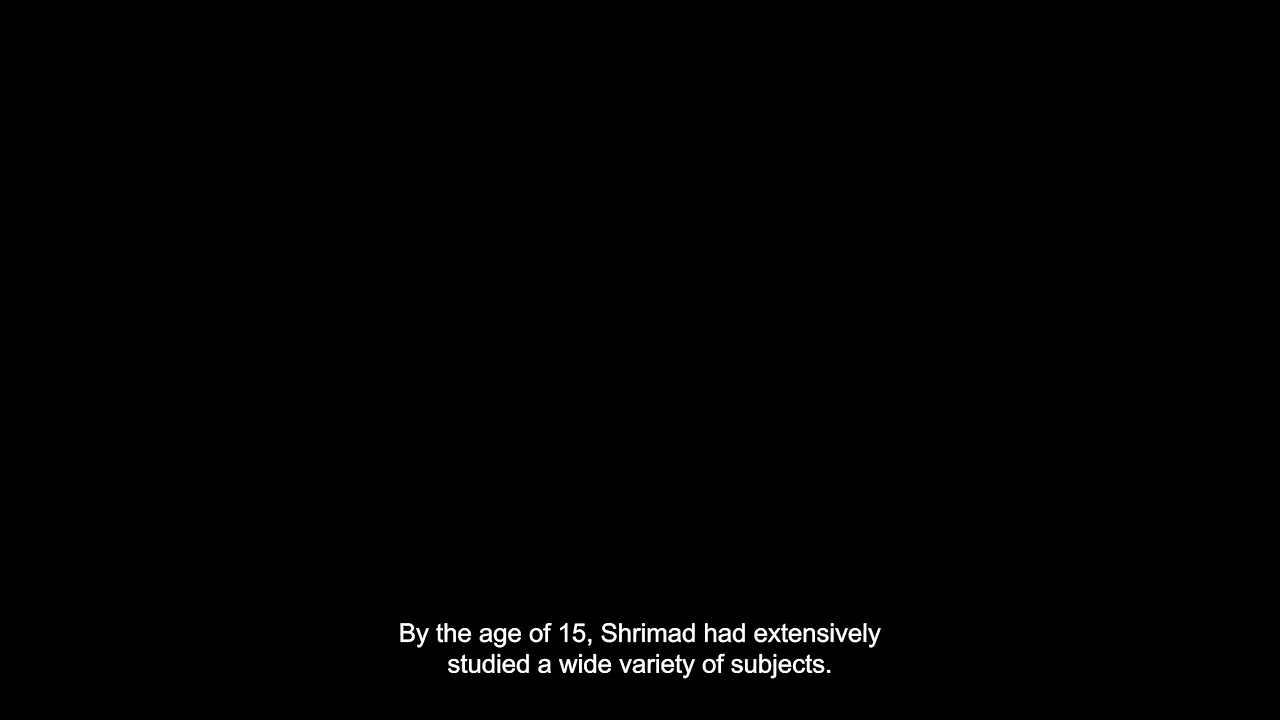 By the age of 15, Shrimad had extensively
studied a wide variety of subjects.